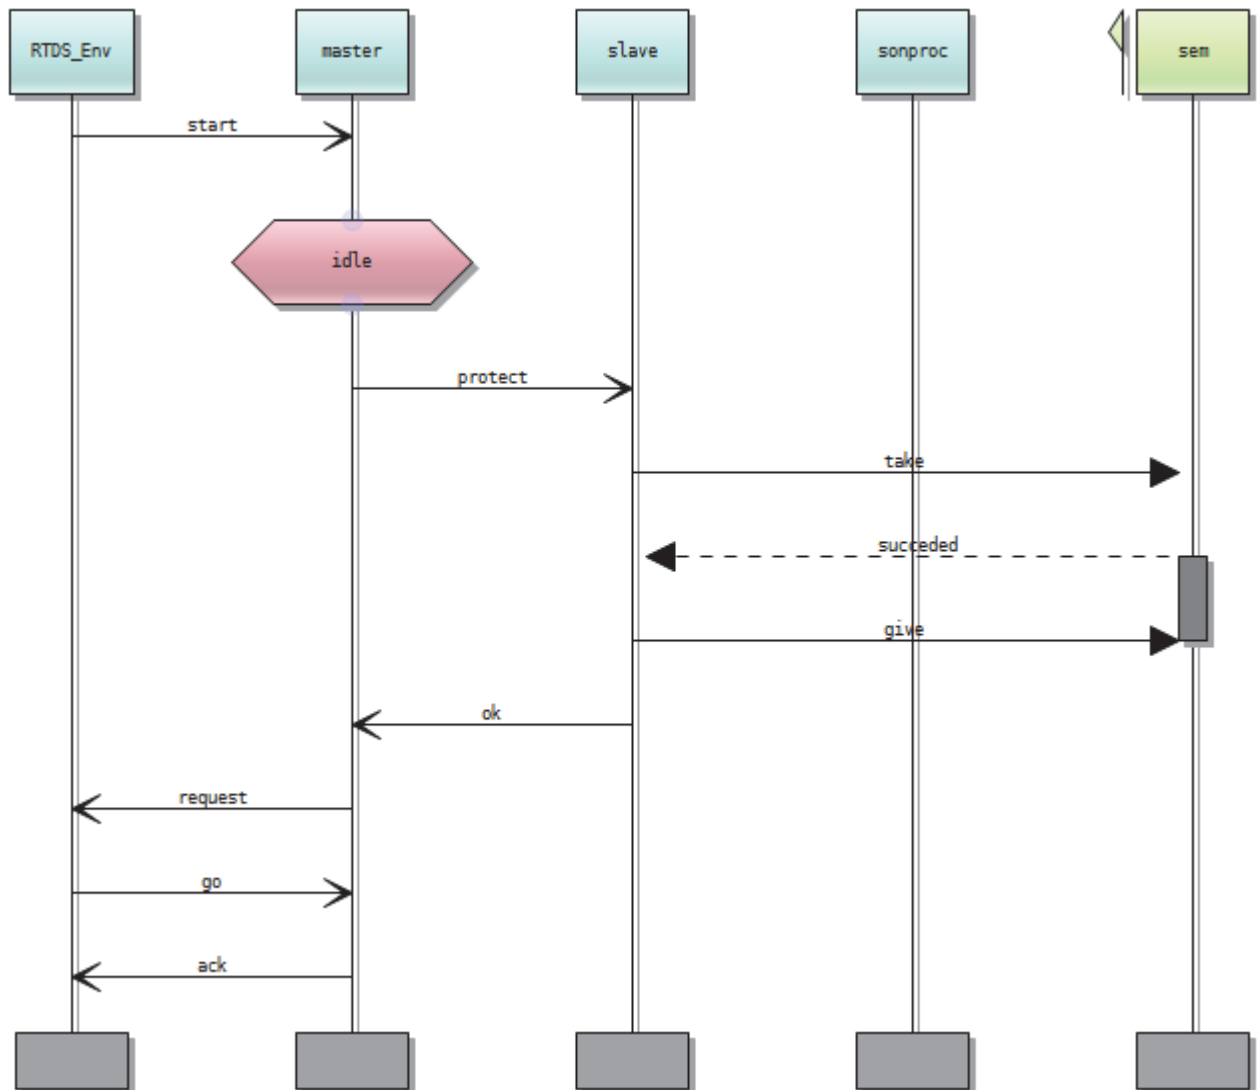 RTDS_Env
master
slave
sonproc
sem
start
idle
protect
take
succeded
give
ok
request
go
ack